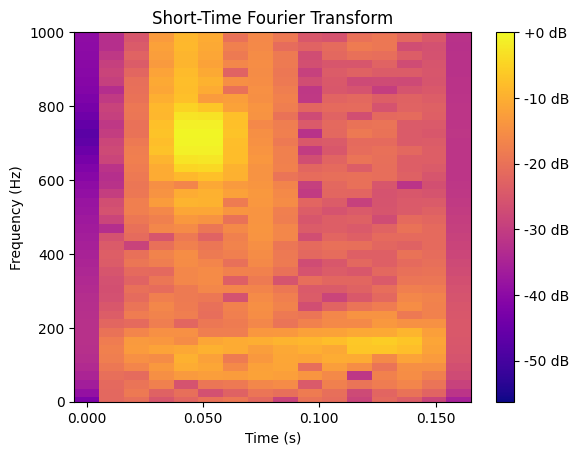 Short-Time Fourier Transform
1000
800
600
400
200
0
Frequency (Hz)
0.000
0.050
0.100
0.150
Time (s)
+0 dB
-10 dB
-20 dB
-30 dB
-40 dB
-50 dB